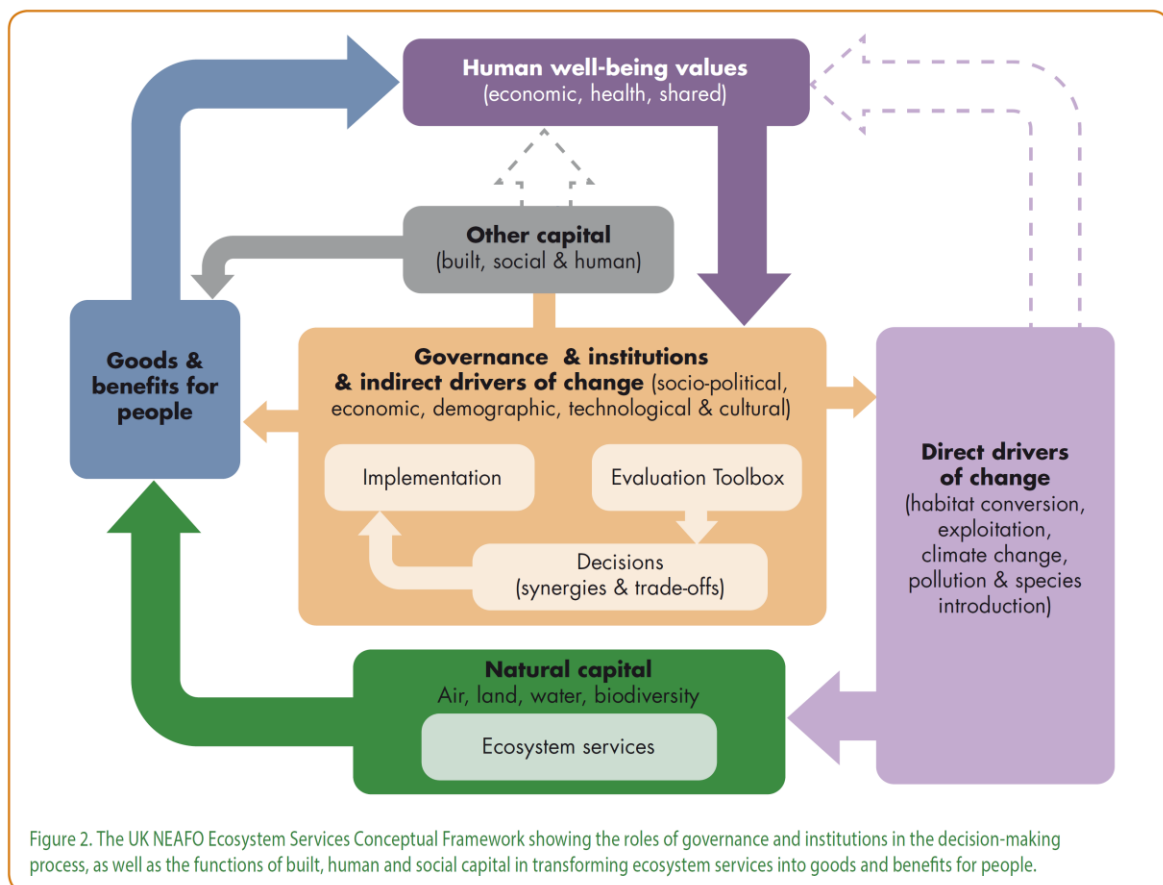 Human well-being values
(economic, health, shared)
Other capital
(built, social & human)
Goods &
benefits for
people
Governance & institutions
& indirect drivers of change (socio-political,
economic, demographic, technological & cultural)
Implementation
Evaluation Toolbox
Decisions
(synergies & trade-offs)
Direct drivers
of change
(habitat conversion,
exploitation,
climate change,
pollution & species
introduction)
Natural capital
Air, land, water, biodiversity
Ecosystem services
Figure 2. The UK NEAFO Ecosystem Services Conceptual Framework showing the roles of governance and institutions in the decision-making
process, as well as the functions of built, human and social capital in transforming ecosystem services into goods and benefits for people.